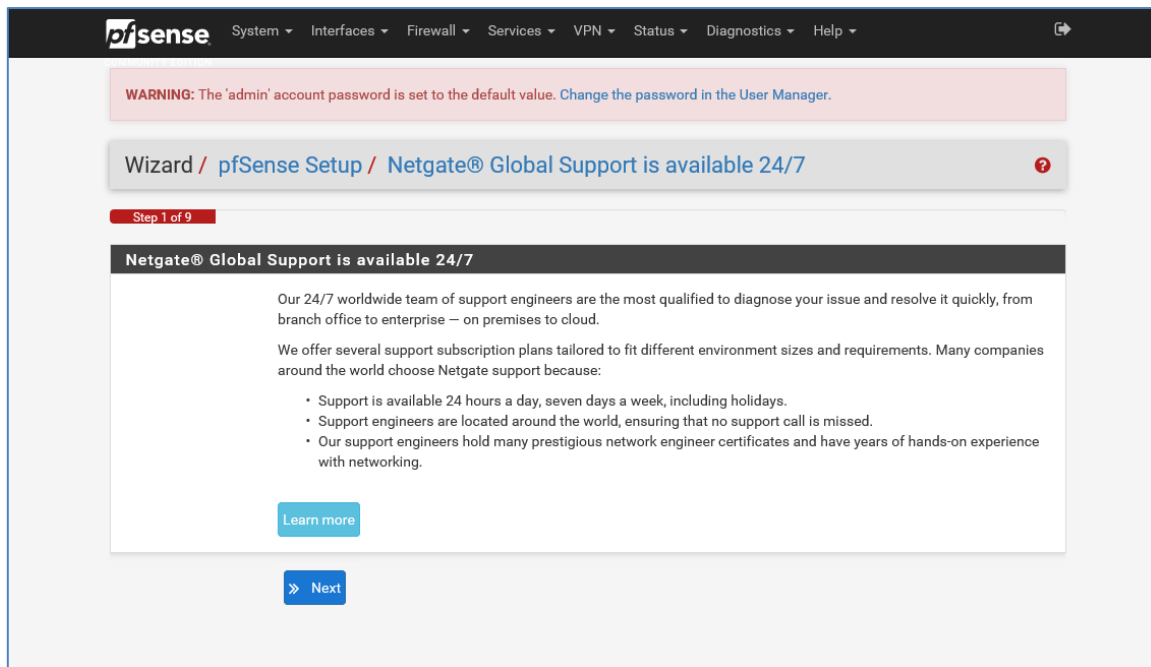 pfsense
COMMUNITY EDITION
System Interfaces Firewall Services VPN Status Diagnostics Help
WARNING: The 'admin' account password is set to the default value. Change the password in the User Manager.
Wizard / pfSense Setup / Netgate® Global Support is available 24/7
Step 1 of 9
Netgate® Global Support is available 24/7
Our 24/7 worldwide team of support engineers are the most qualified to diagnose your issue and resolve it quickly, from
branch office to enterprise — on premises to cloud.
We offer several support subscription plans tailored to fit different environment sizes and requirements. Many companies
around the world choose Netgate support because:
• Support is available 24 hours a day, seven days a week, including holidays.
• Support engineers are located around the world, ensuring that no support call is missed.
• Our support engineers hold many prestigious network engineer certificates and have years of hands-on experience
with networking.
Learn more
» Next